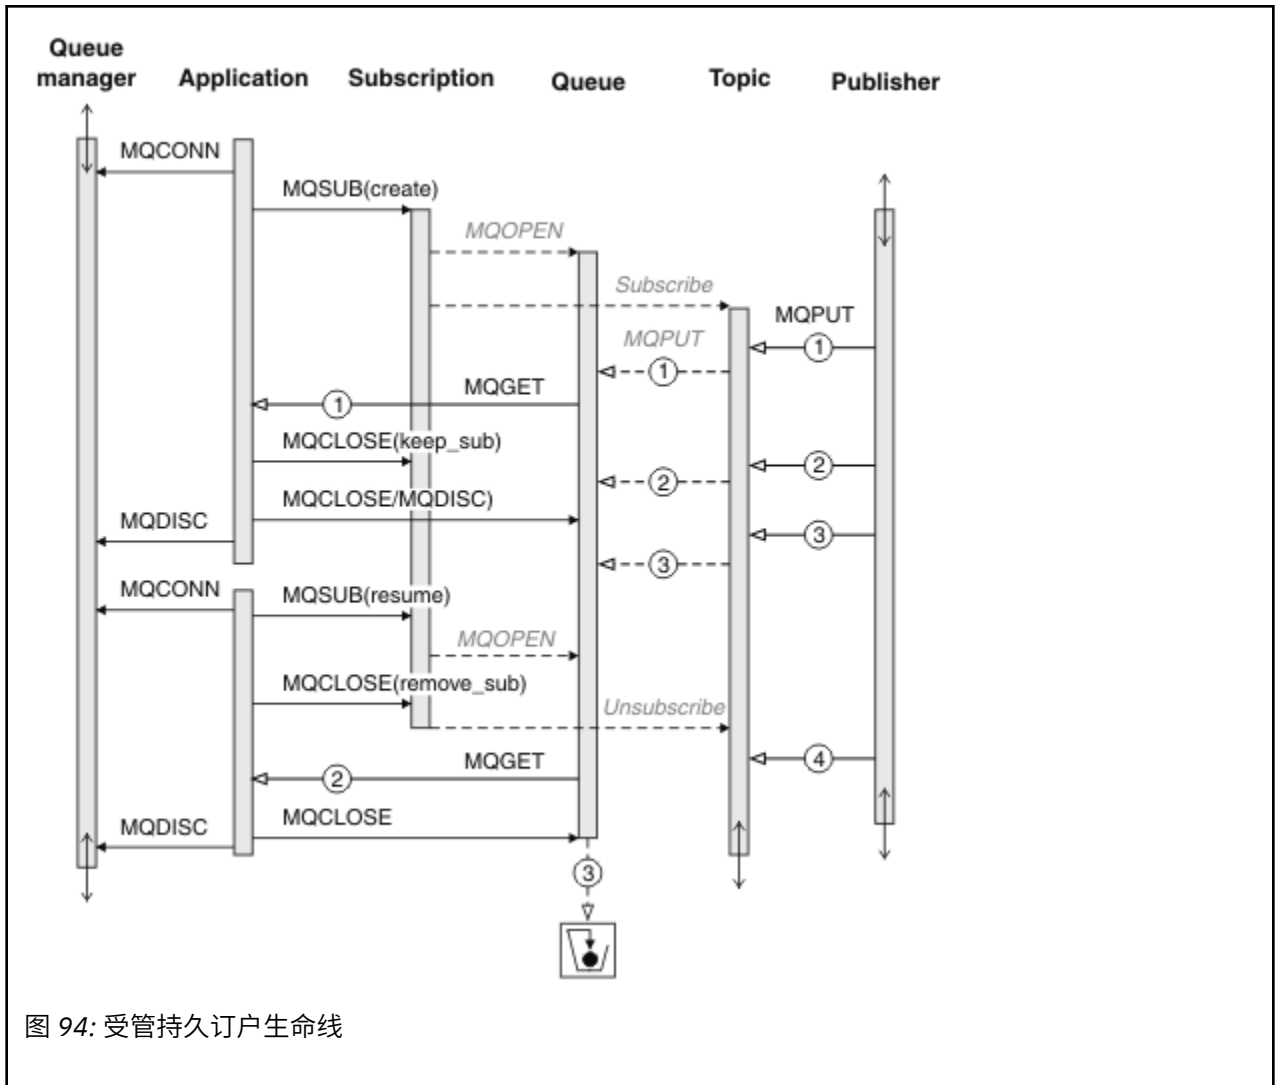 Queue
manager
Application
Subscription
Queue
Topic
Publisher
MQCONN
MQSUB(create)
MQOPEN
Subscribe
MQPUT
1
MQPUT
1
MQGET
1
MQCLOSE(keep_sub)
2
2
MQCLOSE/MQDISC)
MQDISC
3
3
MQCONN
MQSUB(resume)
MQOPEN
MQCLOSE(remove_sub)
Unsubscribe
4
MQGET
2
MQCLOSE
MQDISC
3
图 94: 受管持久订户生命线